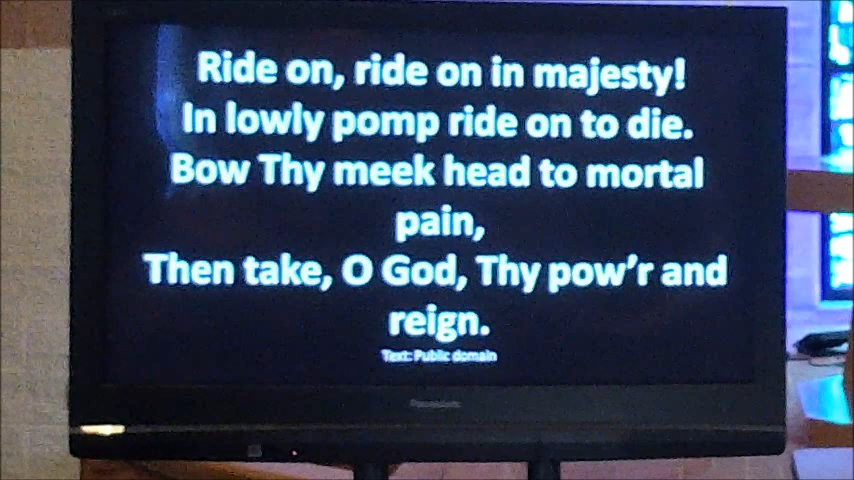 Ride on, ride on in majesty!
In lowly pomp ride on to die.
Bow Thy meek head to mortal
pain,
Then take, O God, Thy pow'r and
reign.
Text: Public domain
Panasonic